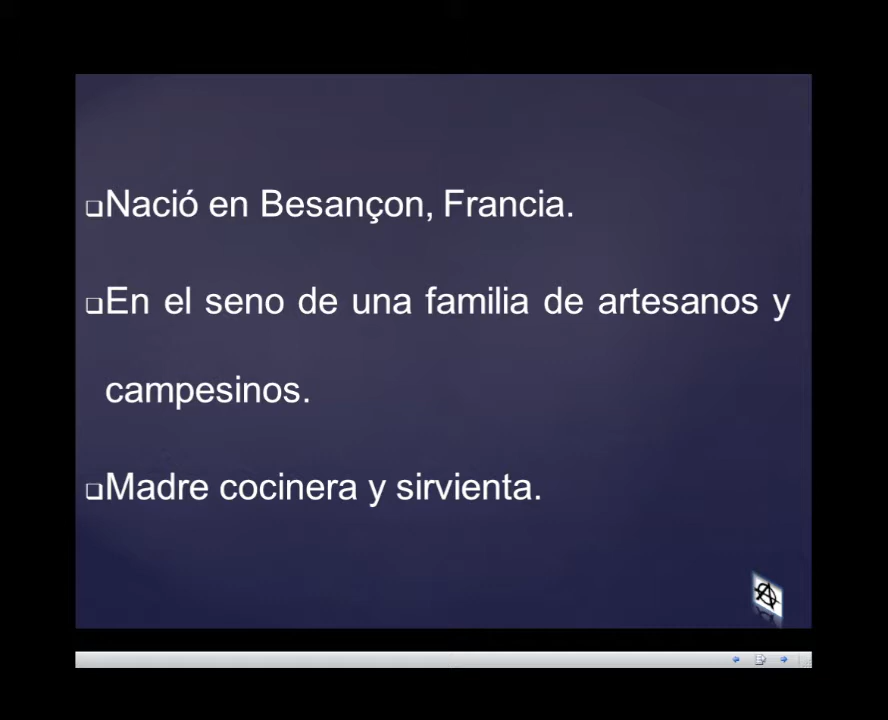 ❑Nació en Besançon, Francia.
❑En el seno de una familia de artesanos y
campesinos.
❑Madre cocinera y sirvienta.